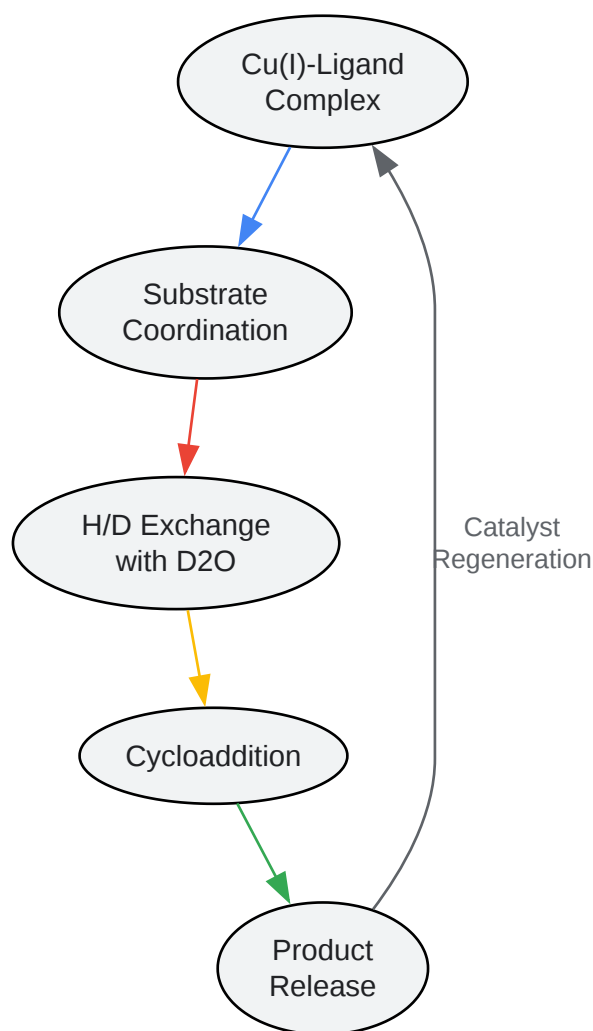 Cu(I)-Ligand
Complex
Substrate
Coordination
H/D Exchange
with D2O
Catalyst
Regeneration
Cycloaddition
Product
Release